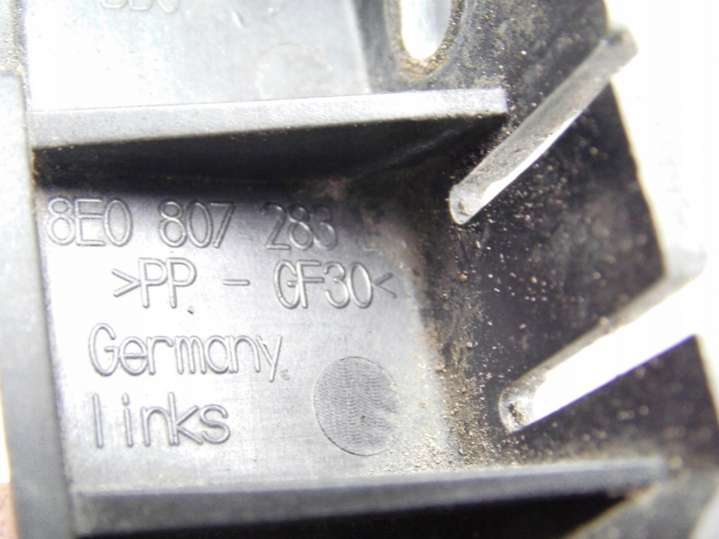 8E0 807 283
>PP - GF30<
Germany
links